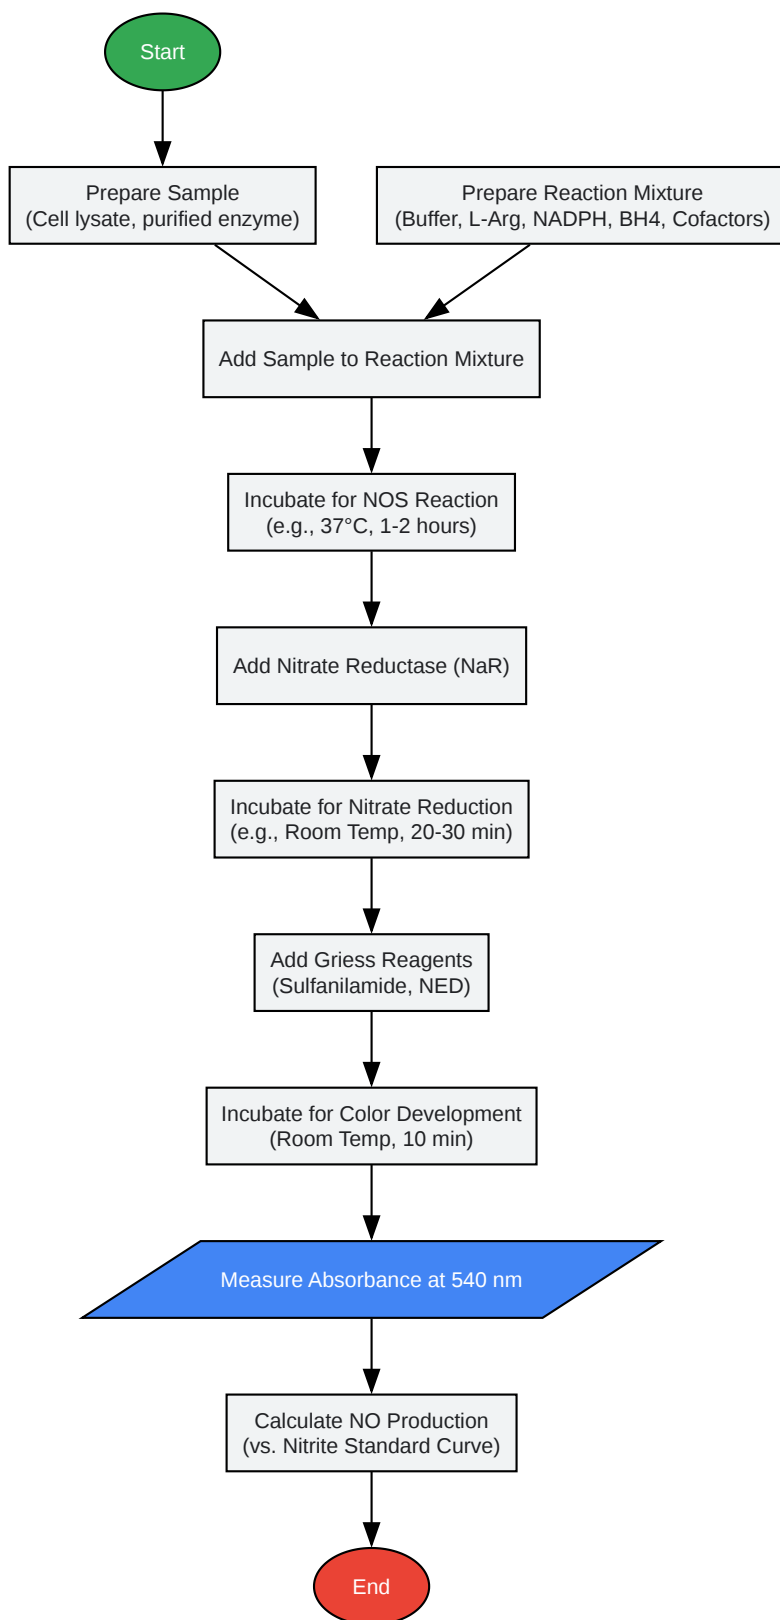 Start
Prepare Sample
(Cell lysate, purified enzyme)
Prepare Reaction Mixture
(Buffer, L-Arg, NADPH, BH4, Cofactors)
Add Sample to Reaction Mixture
Incubate for NOS Reaction
(e.g., 37°C, 1-2 hours)
Add Nitrate Reductase (NaR)
Incubate for Nitrate Reduction
(e.g., Room Temp, 20-30 min)
Add Griess Reagents
(Sulfanilamide, NED)
Incubate for Color Development
(Room Temp, 10 min)
Measure Absorbance at 540 nm
Calculate NO Production
(vs. Nitrite Standard Curve)
End